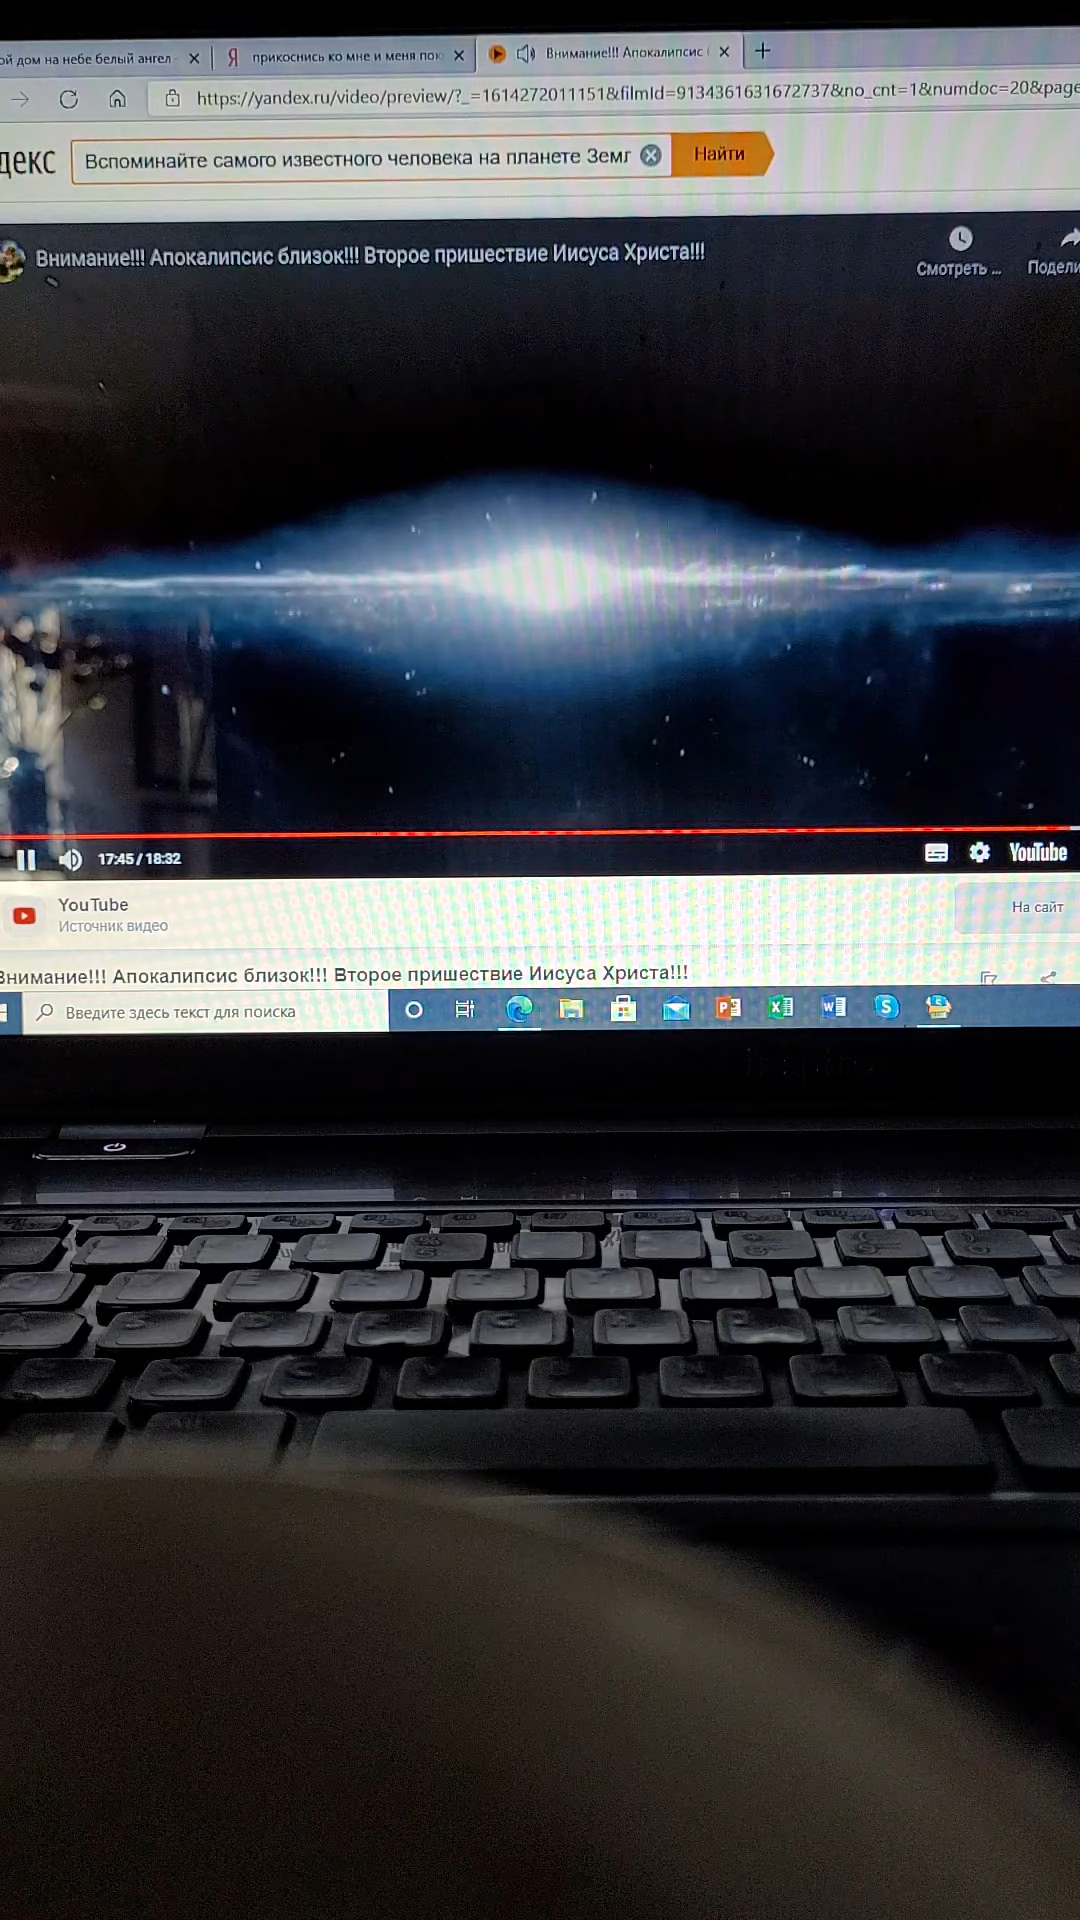 ой дом на небе белый ангел
Я прикоснись ко мне и меня пок
Внимание!!! Апокалипсис
https://yandex.ru/video/preview/?_=1614272011151&filmId=9134361631672737&no_cnt=1&numdoc=20&page
декс
Вспоминайте самого известного человека на планете Земл
Найти
Внимание!!! Апокалипсис близок!!! Второе пришествие Иисуса Христа!!!
Смотреть ...
Подели
17:45 / 18:32
YouTube
YouTube
Источник видео
На сайт
Внимание!!! Апокалипсис близок!!! Второе пришествие Иисуса Христа!!!
Введите здесь текст для поиска